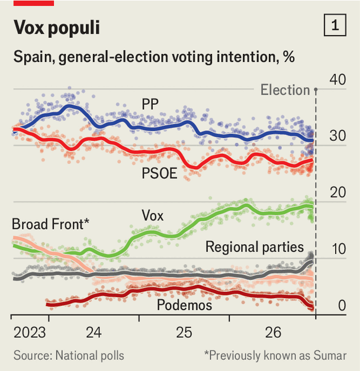 Vox populi
1
Spain, general-election voting intention, %
40
Election
PP
30
PSOE
20
Vox
Broad Front*
Regional parties
10
Podemos
0
2023 24 25 26
Source: National polls *Previously known as Sumar